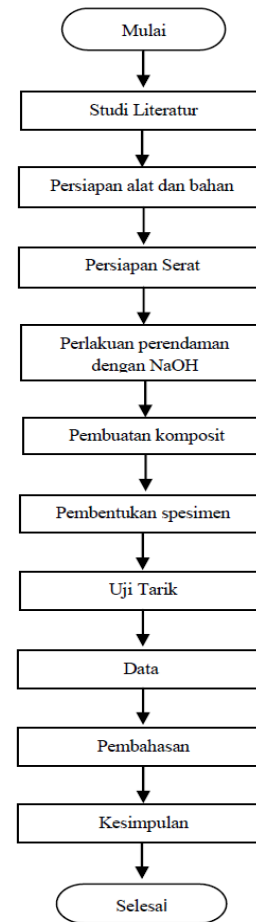 Mulai
Studi Literatur
Persiapan alat dan bahan
Persiapan Serat
Perlakuan perendaman
dengan NaOH
Pembuatan komposit
Pembentukan spesimen
Uji Tarik
Data
Pembahasan
Kesimpulan
Selesai